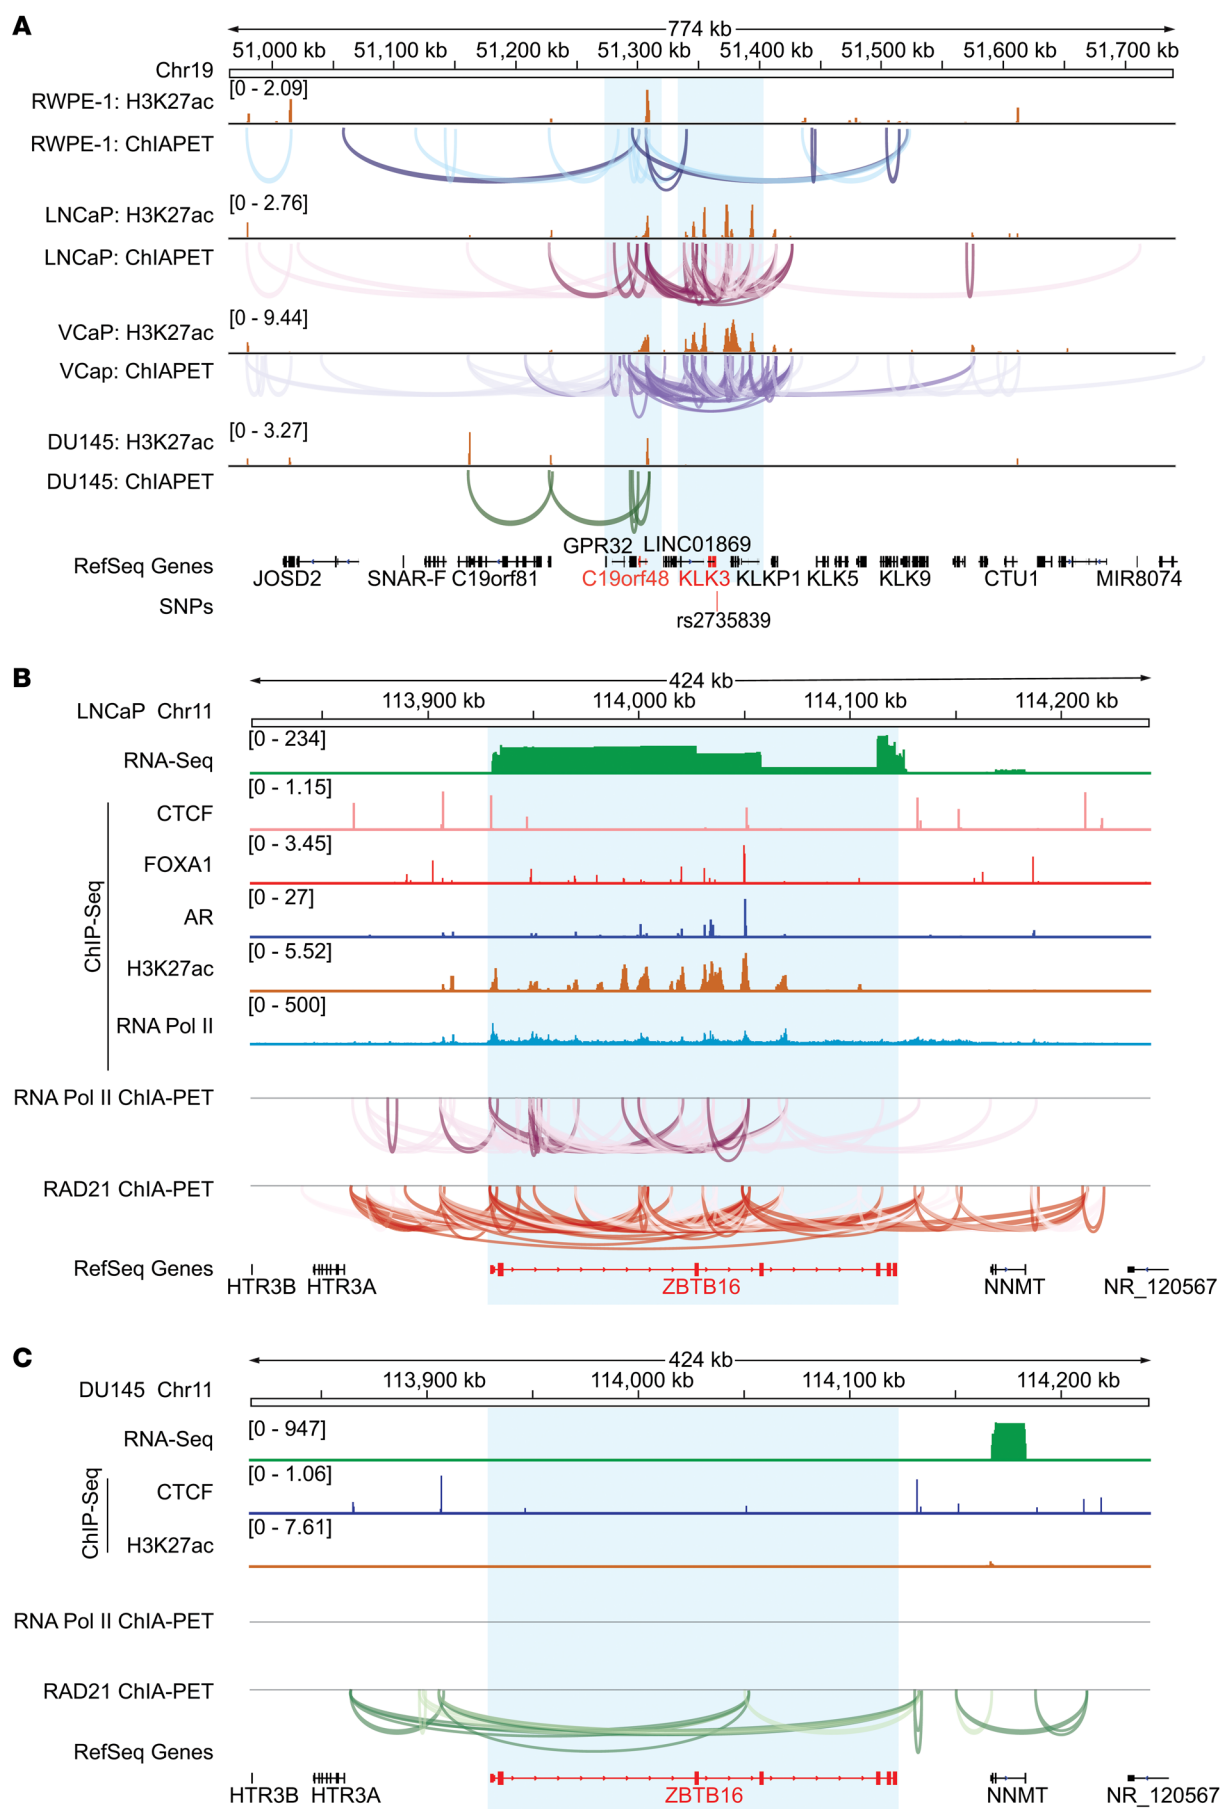 A
774 kb
51,000 kb 51,100 kb 51,200 kb 51,300 kb 51,400 kb 51,500 kb 51,600 kb 51,700 kb
Chr19
RWPE-1: H3K27ac [0 - 2.09]
RWPE-1: ChIAPET
LNCaP: H3K27ac [0 - 2.76]
LNCaP: ChIAPET
VCaP: H3K27ac [0 - 9.44]
VCap: ChIAPET
DU145: H3K27ac [0 - 3.27]
DU145: ChIAPET
GPR32 LINC01869
RefSeq Genes
JOSD2 SNAR-F C19orf81 C19orf48 KLK3 KLKP1 KLK5 KLK9 CTU1 MIR8074
SNPs
rs2735839
B
424 kb
113,900 kb 114,000 kb 114,100 kb 114,200 kb
LNCaP Chr11
RNA-Seq [0 - 234]
ChIP-Seq
CTCF [0 - 1.15]
FOXA1 [0 - 3.45]
AR [0 - 27]
H3K27ac [0 - 5.52]
RNA Pol II [0 - 500]
RNA Pol II ChIA-PET
RAD21 ChIA-PET
RefSeq Genes
HTR3B HTR3A ZBTB16 NNMT NR_120567
C
424 kb
113,900 kb 114,000 kb 114,100 kb 114,200 kb
DU145 Chr11
RNA-Seq [0 - 947]
ChIP-Seq
CTCF [0 - 1.06]
H3K27ac [0 - 7.61]
RNA Pol II ChIA-PET
RAD21 ChIA-PET
RefSeq Genes
HTR3B HTR3A ZBTB16 NNMT NR_120567